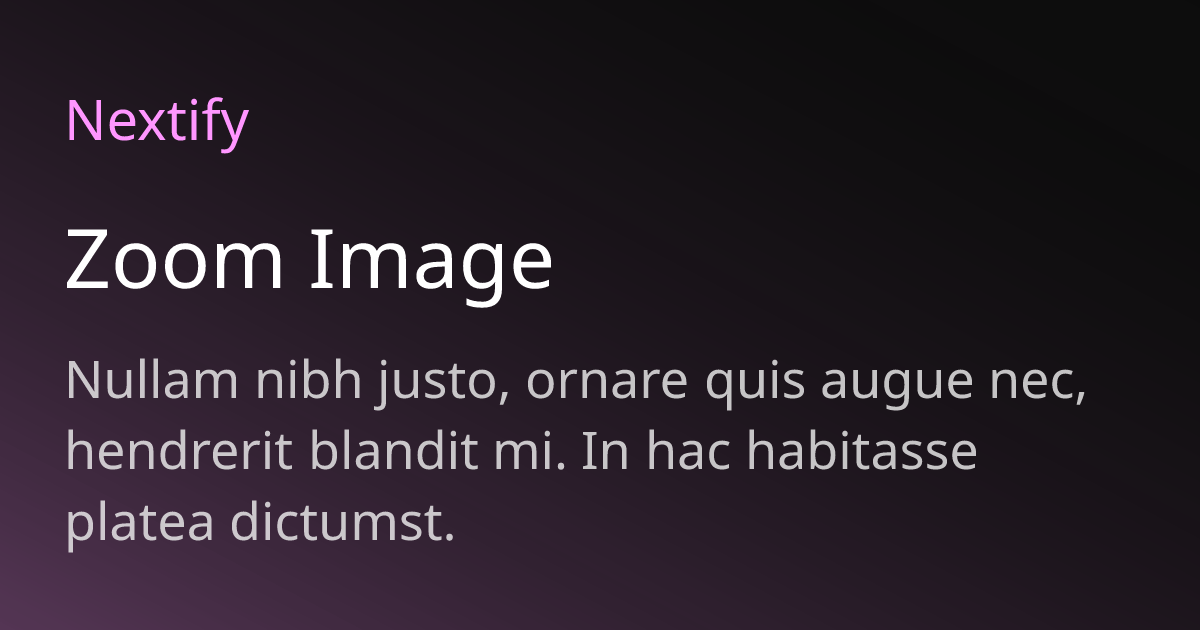 Nextify
Zoom Image
Nullam nibh justo, ornare quis augue nec,
hendrerit blandit mi. In hac habitasse
platea dictumst.